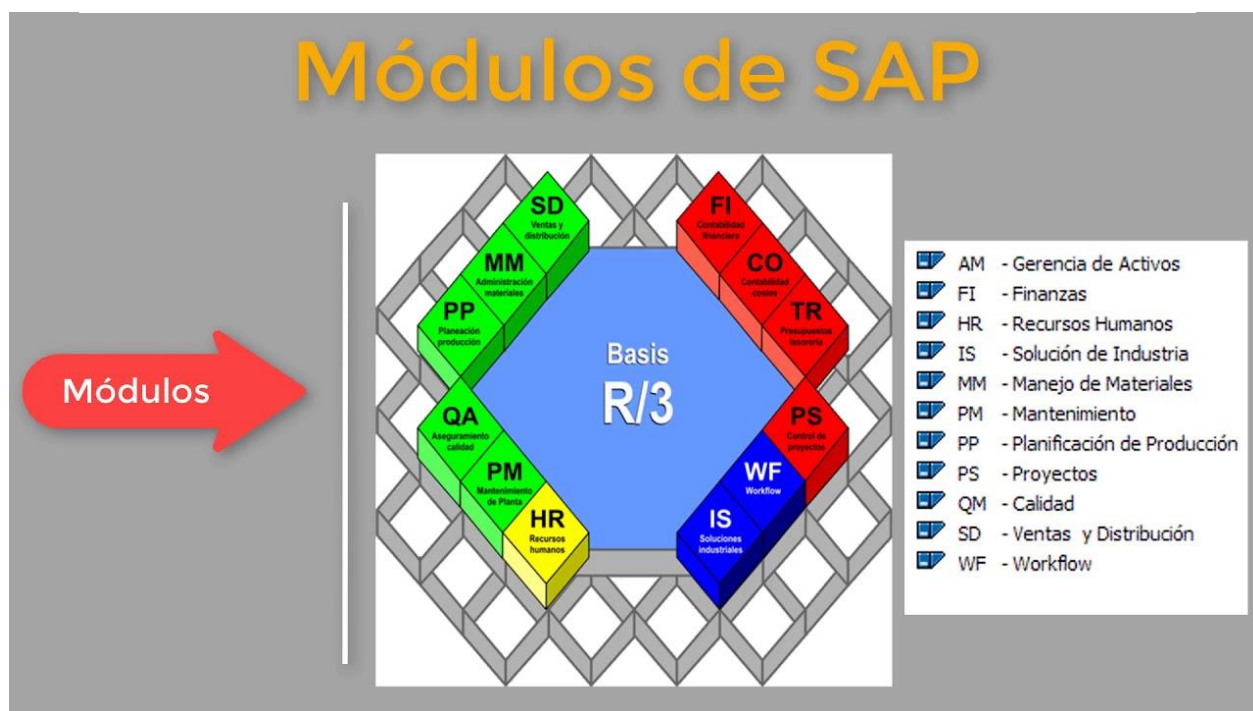 Módulos de SAP
Módulos
SD
Ventas y
distribución
MM
Administración
materiales
PP
Planeación
producción
QA
Aseguramiento
calidad
PM
Mantenimiento
de Planta
HR
Recursos
humanos
Basis
R/3
FI
Contabilidad
financiero
CO
Contabilidad
costos
TR
Presupuestos
tesorería
PS
Control de
proyectos
WF
Workflow
IS
Soluciones
industriales
AM - Gerencia de Activos
FI - Finanzas
HR - Recursos Humanos
IS - Solución de Industria
MM - Manejo de Materiales
PM - Mantenimiento
PP - Planificación de Producción
PS - Proyectos
QM - Calidad
SD - Ventas y Distribución
WF - Workflow